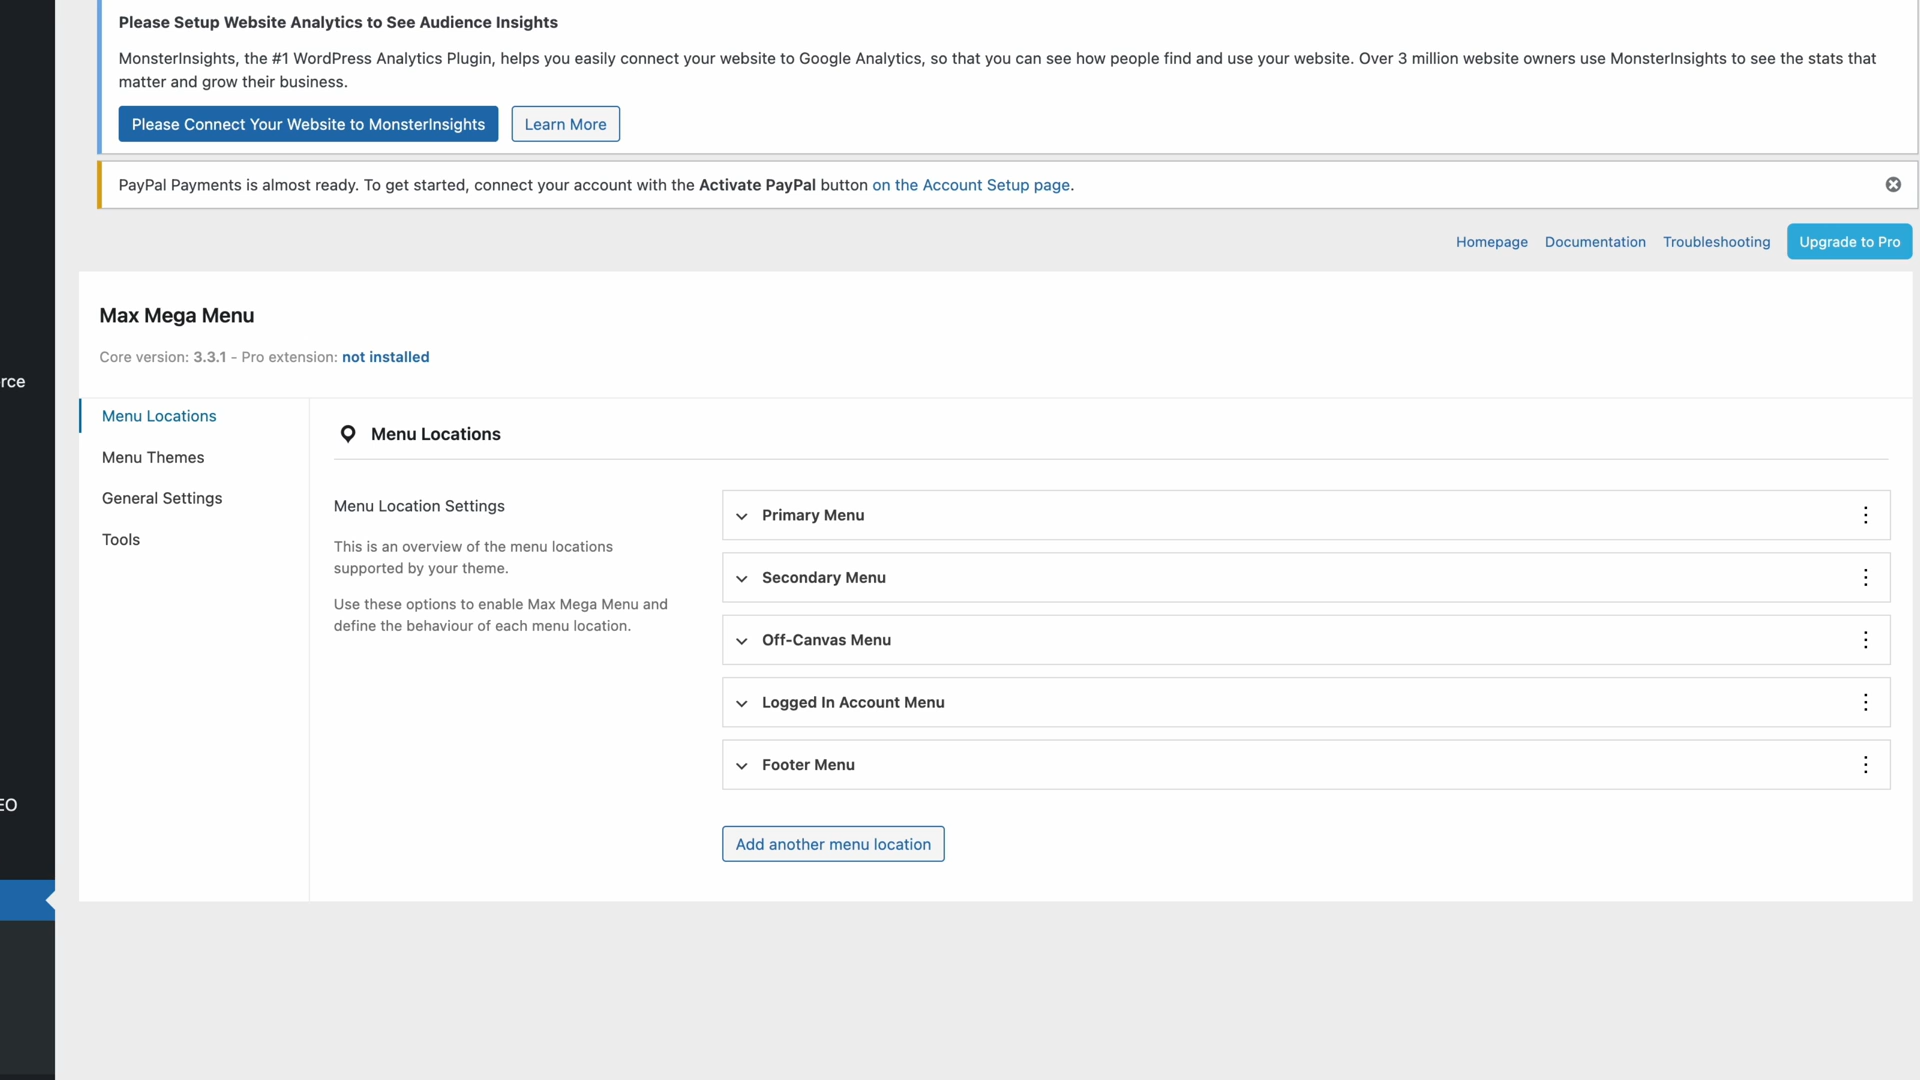 Please Setup Website Analytics to See Audience Insights
MonsterInsights, the #1 WordPress Analytics Plugin, helps you easily connect your website to Google Analytics, so that you can see how people find and use your website. Over 3 million website owners use MonsterInsights to see the stats that
matter and grow their business.
Please Connect Your Website to MonsterInsights Learn More
PayPal Payments is almost ready. To get started, connect your account with the Activate PayPal button on the Account Setup page.
Homepage Documentation Troubleshooting Upgrade to Pro
Max Mega Menu
Core version: 3.3.1 - Pro extension: not installed
rce
EO
Menu Locations
Menu Themes
General Settings
Tools
Menu Locations
Menu Location Settings
This is an overview of the menu locations
supported by your theme.
Use these options to enable Max Mega Menu and
define the behaviour of each menu location.
Primary Menu
Secondary Menu
Off-Canvas Menu
Logged In Account Menu
Footer Menu
Add another menu location